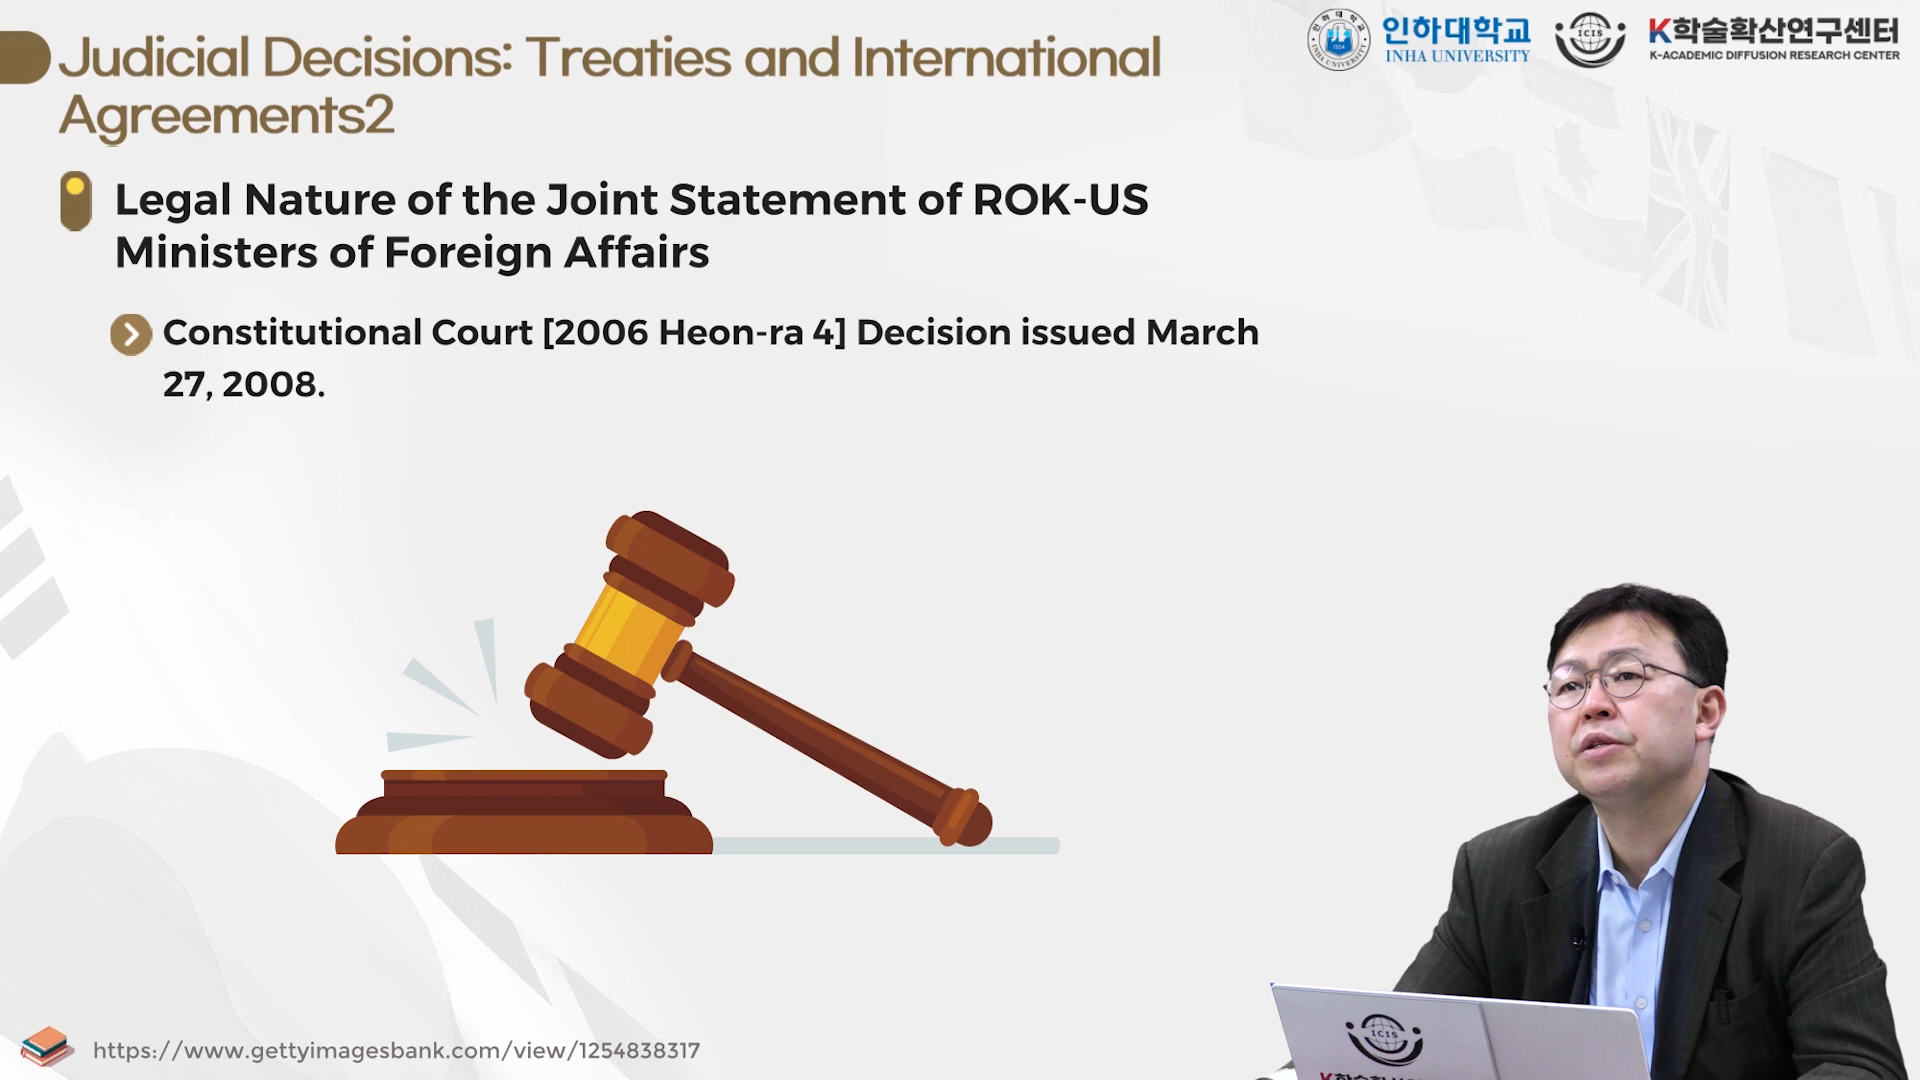 Judicial Decisions: Treaties and International
Agreements2
인하대학교
INHA UNIVERSITY
ICIS
K학술확산연구센터
K-ACADEMIC DIFFUSION RESEARCH CENTER
Legal Nature of the Joint Statement of ROK-US
Ministers of Foreign Affairs
Constitutional Court [2006 Heon-ra 4] Decision issued March
27, 2008.
ICIS
https://www.gettyimagesbank.com/view/1254838317